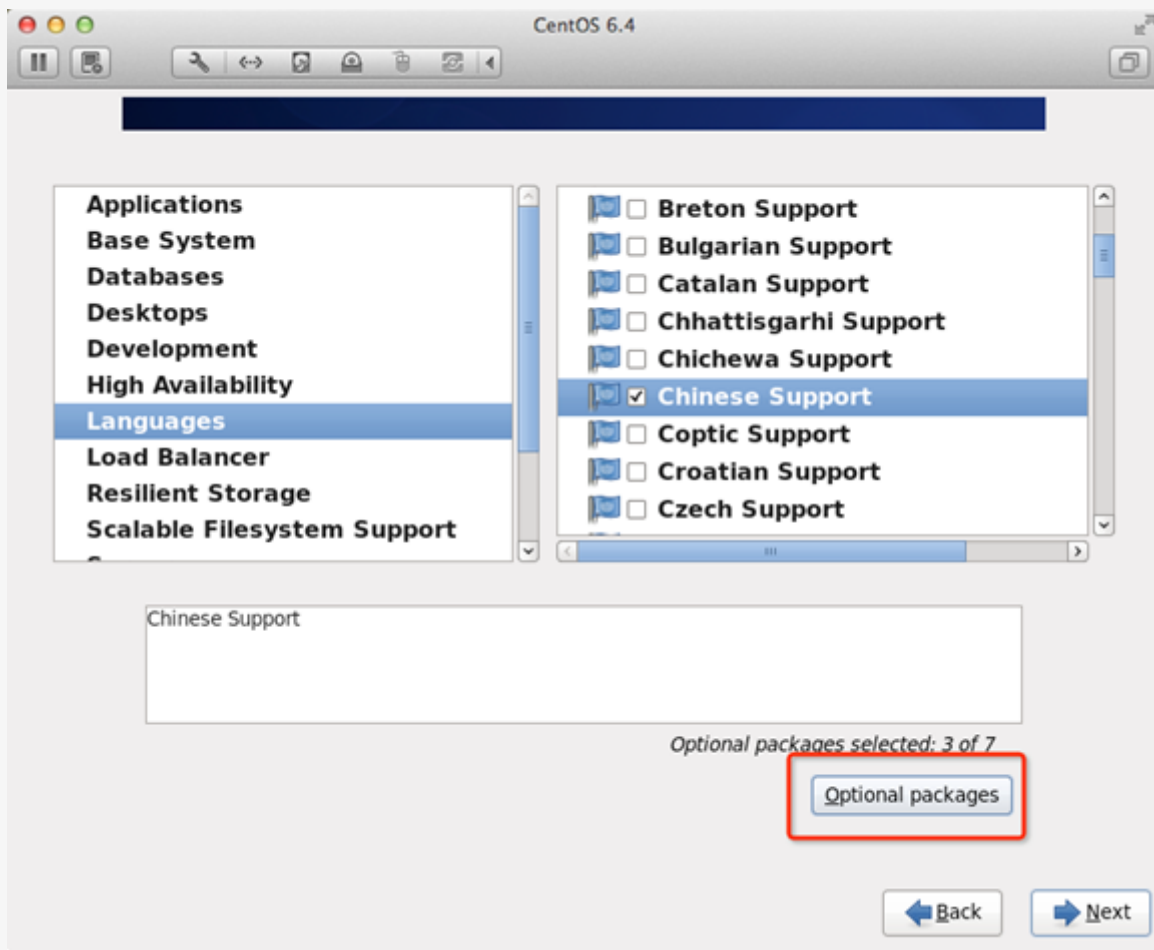 CentOS 6.4
Applications
Base System
Databases
Desktops
Development
High Availability
Languages
Load Balancer
Resilient Storage
Scalable Filesystem Support
Breton Support
Bulgarian Support
Catalan Support
Chhattisgarhi Support
Chichewa Support
Chinese Support
Coptic Support
Croatian Support
Czech Support
Chinese Support
Optional packages selected: 3 of 7
Optional packages
Back
Next